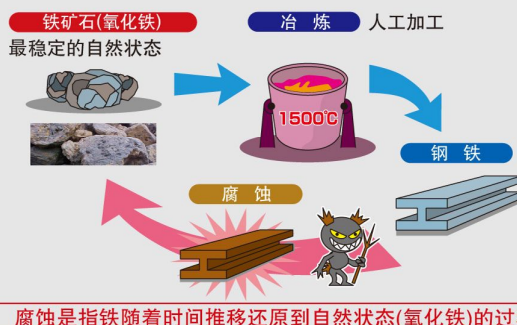 铁矿石(氧化铁)
最稳定的自然状态
冶 炼
人工加工
1500℃
钢 铁
腐 蚀
腐蚀是指铁随着时间推移还原到自然状态(氧化铁)的过